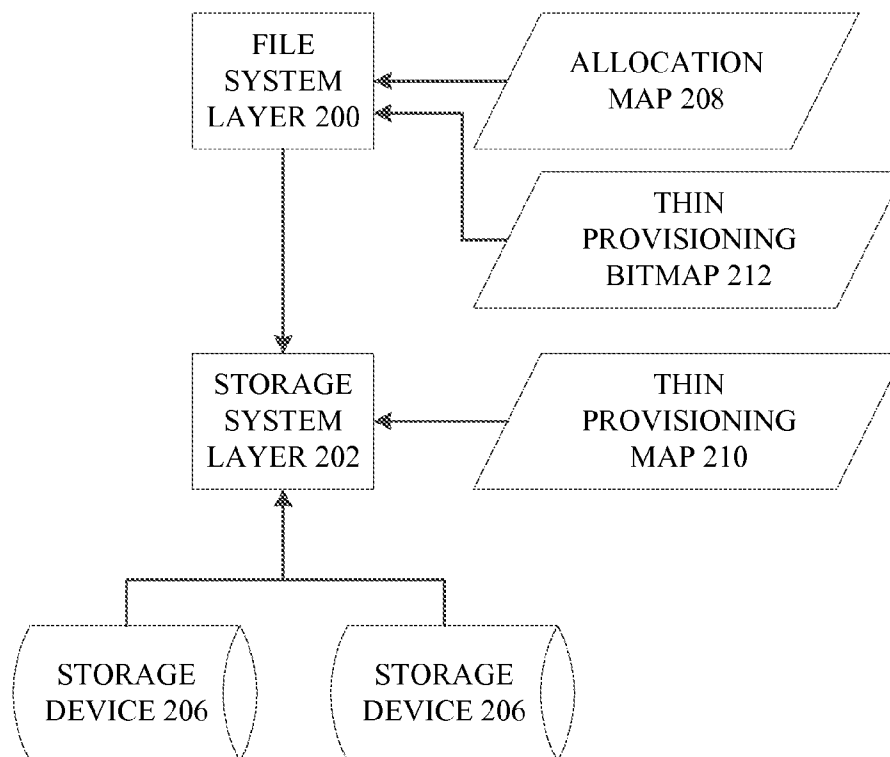 FILE
SYSTEM
LAYER 200
ALLOCATION
MAP 208
THIN
PROVISIONING
BITMAP 212
STORAGE
SYSTEM
LAYER 202
THIN
PROVISIONING
MAP 210
STORAGE
DEVICE 206
STORAGE
DEVICE 206